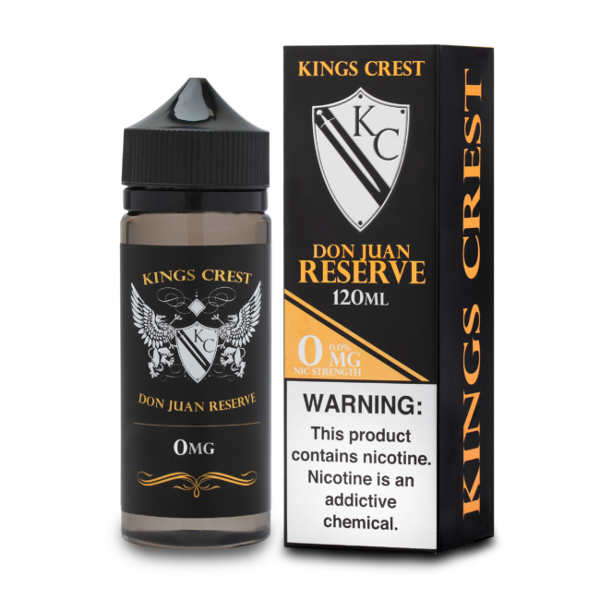 KINGS CREST
KC
DON JUAN RESERVE
0MG
KINGS CREST
KC
DON JUAN
RESERVE
120ML
0 0.0% MG
NIC STRENGTH
WARNING:
This product
contains nicotine.
Nicotine is an
addictive
chemical.
KINGS CREST